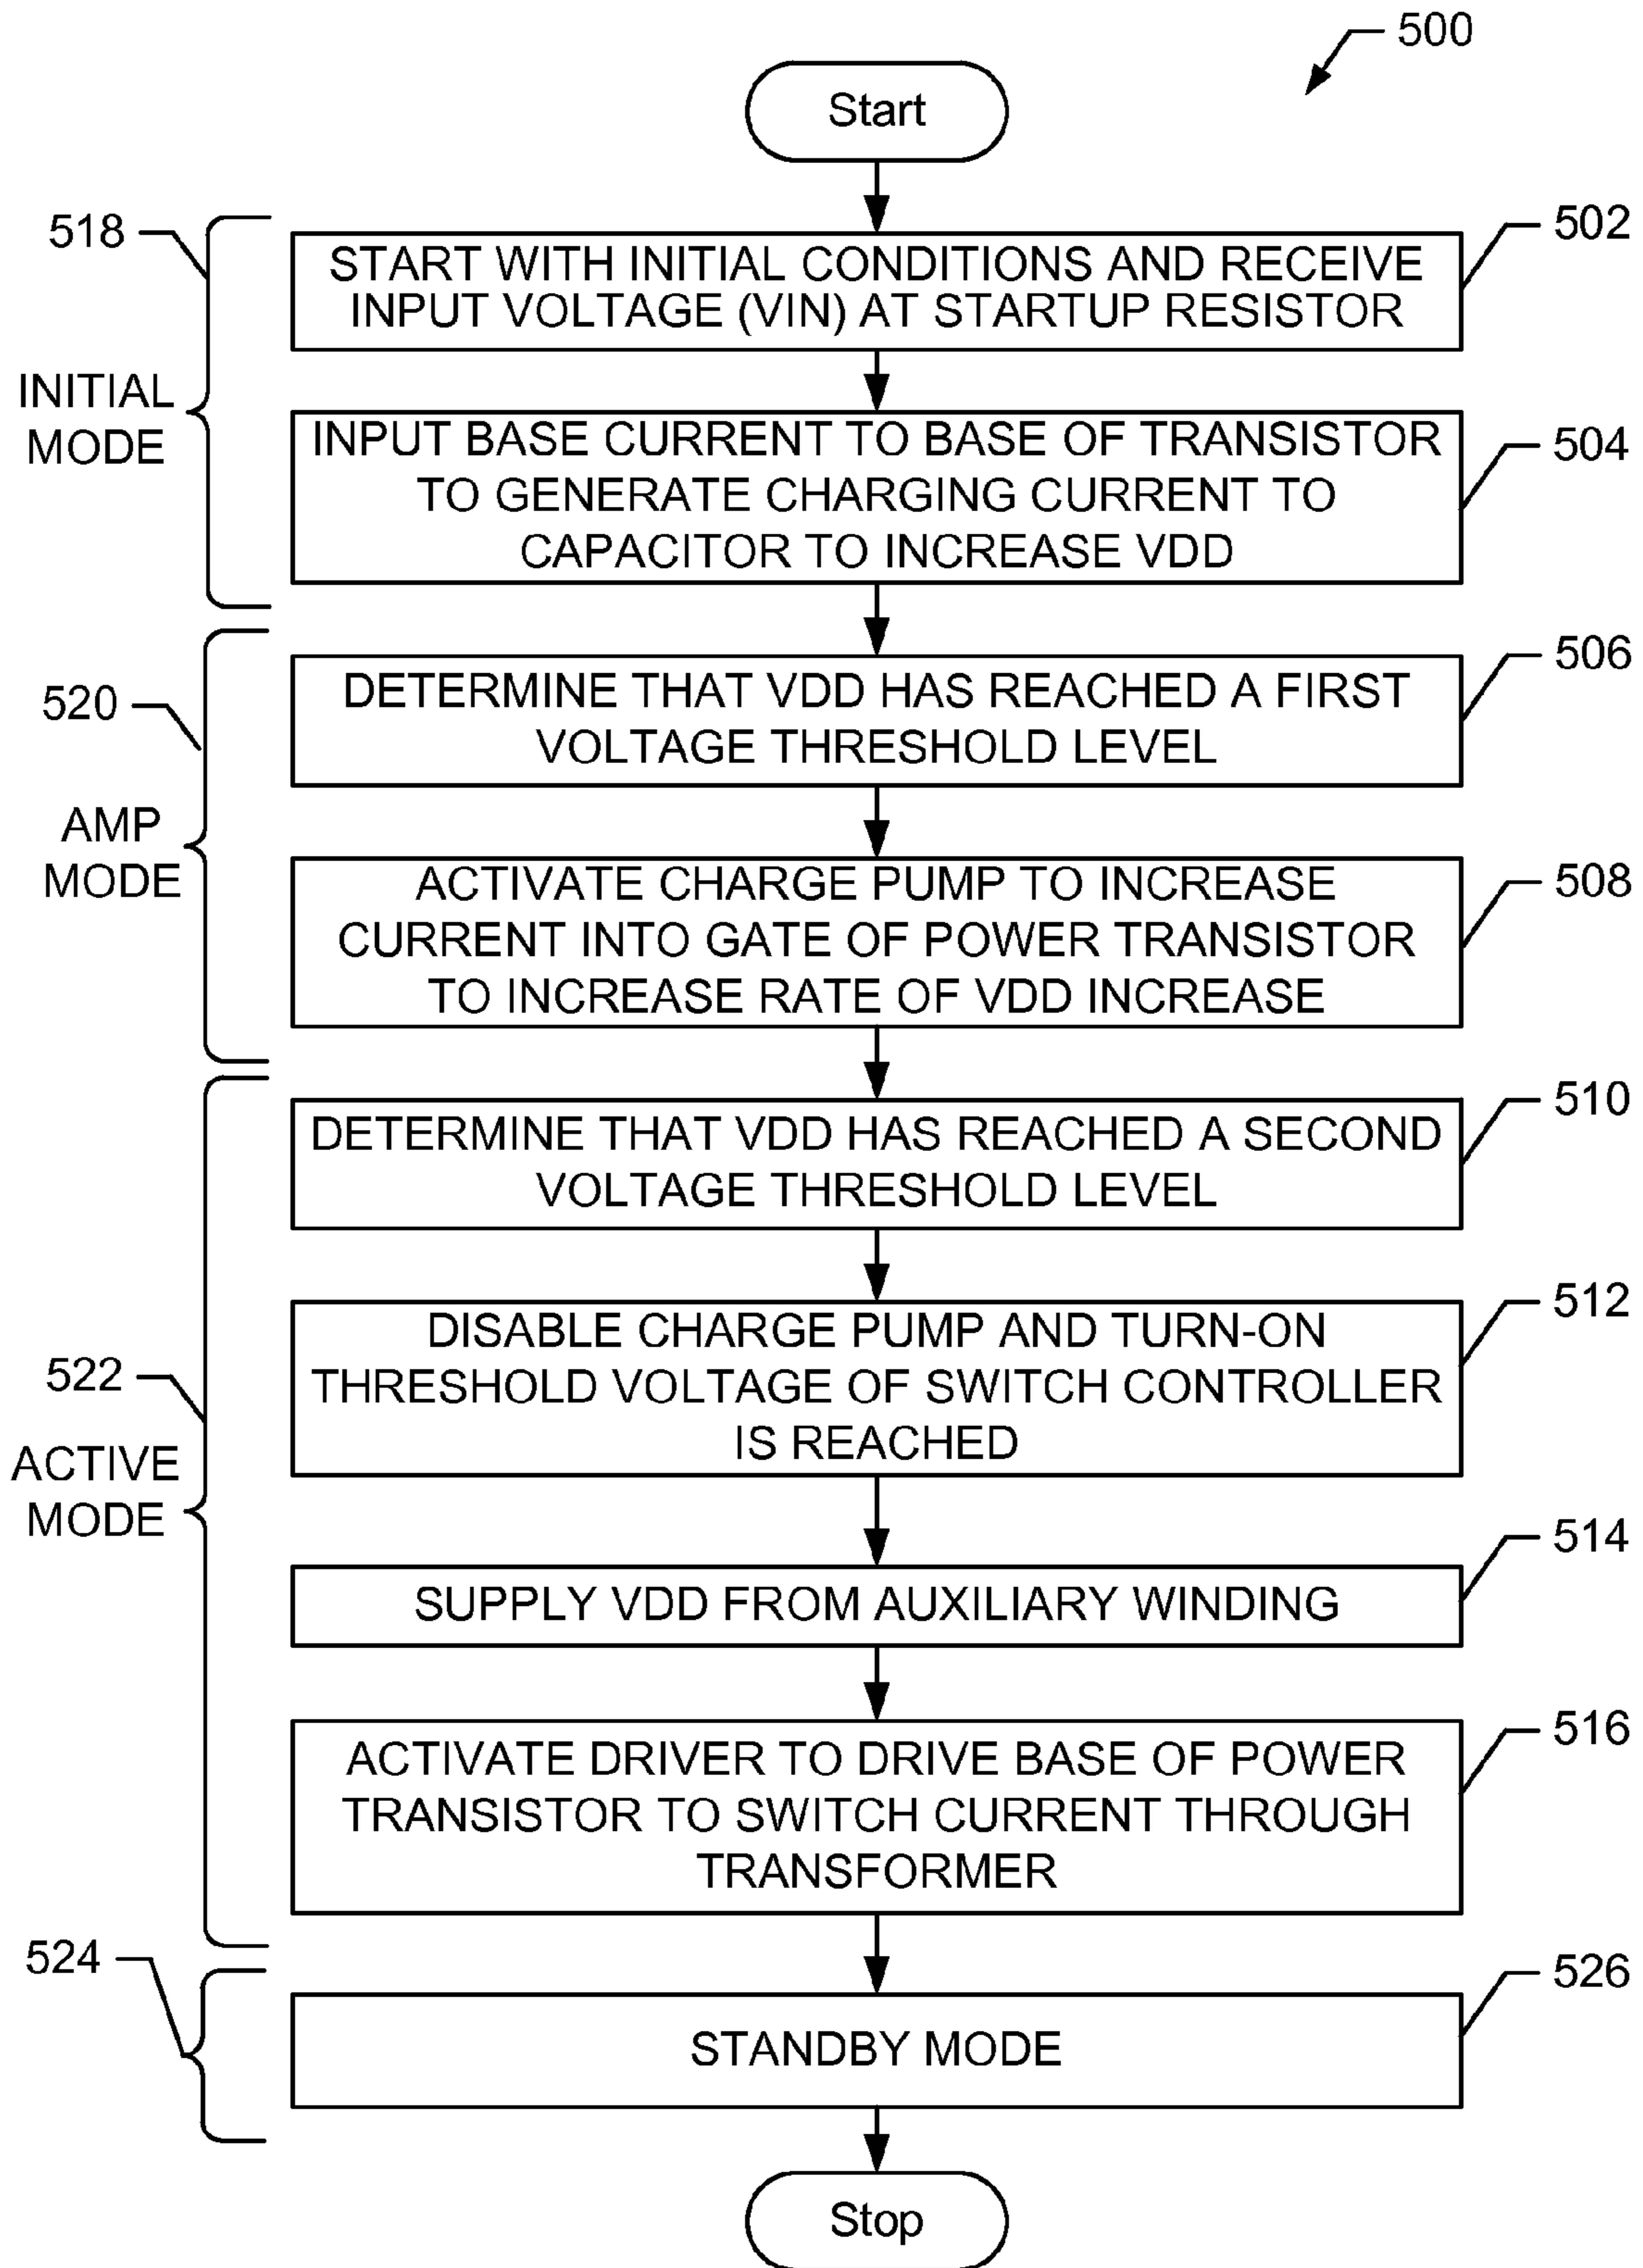 500
Start
518
502
START WITH INITIAL CONDITIONS AND RECEIVE
INPUT VOLTAGE (VIN) AT STARTUP RESISTOR
INITIAL
MODE
504
INPUT BASE CURRENT TO BASE OF TRANSISTOR
TO GENERATE CHARGING CURRENT TO
CAPACITOR TO INCREASE VDD
520
506
DETERMINE THAT VDD HAS REACHED A FIRST
VOLTAGE THRESHOLD LEVEL
AMP
MODE
508
ACTIVATE CHARGE PUMP TO INCREASE
CURRENT INTO GATE OF POWER TRANSISTOR
TO INCREASE RATE OF VDD INCREASE
510
DETERMINE THAT VDD HAS REACHED A SECOND
VOLTAGE THRESHOLD LEVEL
522
512
DISABLE CHARGE PUMP AND TURN-ON
THRESHOLD VOLTAGE OF SWITCH CONTROLLER
IS REACHED
ACTIVE
MODE
514
SUPPLY VDD FROM AUXILIARY WINDING
516
ACTIVATE DRIVER TO DRIVE BASE OF POWER
TRANSISTOR TO SWITCH CURRENT THROUGH
TRANSFORMER
524
526
STANDBY MODE
Stop